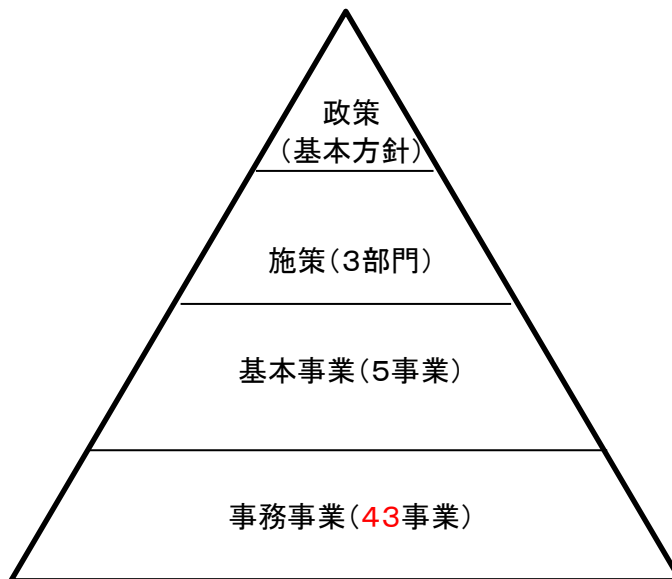 政策
（基本方針）
施策（３部門）
基本事業（５事業）
事務事業（４３事業）